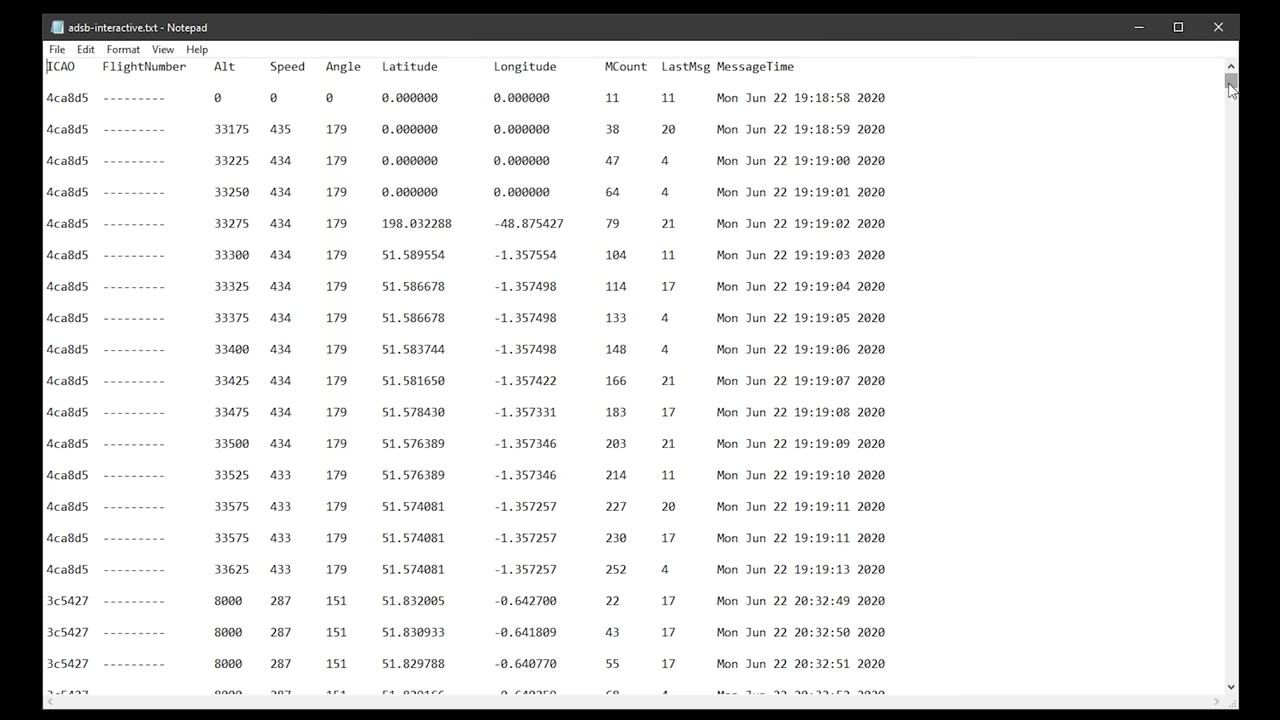 adsb-interactive.txt - Notepad
File Edit Format View Help
ICAO FlightNumber Alt Speed Angle Latitude Longitude MCount LastMsg MessageTime
4ca8d5 --------- 0 0 0 0.000000 0.000000 11 11 Mon Jun 22 19:18:58 2020
4ca8d5 --------- 33175 435 179 0.000000 0.000000 38 20 Mon Jun 22 19:18:59 2020
4ca8d5 --------- 33225 434 179 0.000000 0.000000 47 4 Mon Jun 22 19:19:00 2020
4ca8d5 --------- 33250 434 179 0.000000 0.000000 64 4 Mon Jun 22 19:19:01 2020
4ca8d5 --------- 33275 434 179 198.032288 -48.875427 79 21 Mon Jun 22 19:19:02 2020
4ca8d5 --------- 33300 434 179 51.589554 -1.357554 104 11 Mon Jun 22 19:19:03 2020
4ca8d5 --------- 33325 434 179 51.586678 -1.357498 114 17 Mon Jun 22 19:19:04 2020
4ca8d5 --------- 33375 434 179 51.586678 -1.357498 133 4 Mon Jun 22 19:19:05 2020
4ca8d5 --------- 33400 434 179 51.583744 -1.357498 148 4 Mon Jun 22 19:19:06 2020
4ca8d5 --------- 33425 434 179 51.581650 -1.357422 166 21 Mon Jun 22 19:19:07 2020
4ca8d5 --------- 33475 434 179 51.578430 -1.357331 183 17 Mon Jun 22 19:19:08 2020
4ca8d5 --------- 33500 434 179 51.576389 -1.357346 203 21 Mon Jun 22 19:19:09 2020
4ca8d5 --------- 33525 433 179 51.576389 -1.357346 214 11 Mon Jun 22 19:19:10 2020
4ca8d5 --------- 33575 433 179 51.574081 -1.357257 227 20 Mon Jun 22 19:19:11 2020
4ca8d5 --------- 33575 433 179 51.574081 -1.357257 230 17 Mon Jun 22 19:19:11 2020
4ca8d5 --------- 33625 433 179 51.574081 -1.357257 252 4 Mon Jun 22 19:19:13 2020
3c5427 --------- 8000 287 151 51.832005 -0.642700 22 17 Mon Jun 22 20:32:49 2020
3c5427 --------- 8000 287 151 51.830933 -0.641809 43 17 Mon Jun 22 20:32:50 2020
3c5427 --------- 8000 287 151 51.829788 -0.640770 55 17 Mon Jun 22 20:32:51 2020